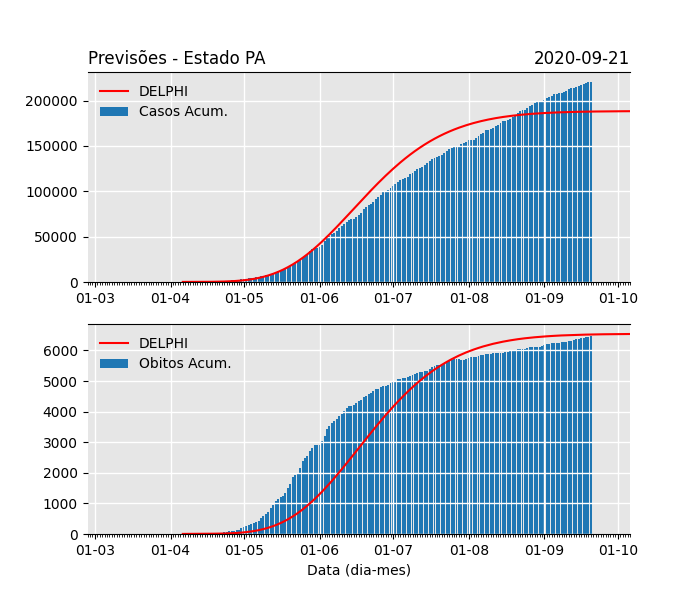 Previsões - Estado PA 2020-09-21
DELPHI
Casos Acum.
200000
150000
100000
50000
0
01-03 01-04 01-05 01-06 01-07 01-08 01-09 01-10
DELPHI
Obitos Acum.
6000
5000
4000
3000
2000
1000
0
01-03 01-04 01-05 01-06 01-07 01-08 01-09 01-10
Data (dia-mes)